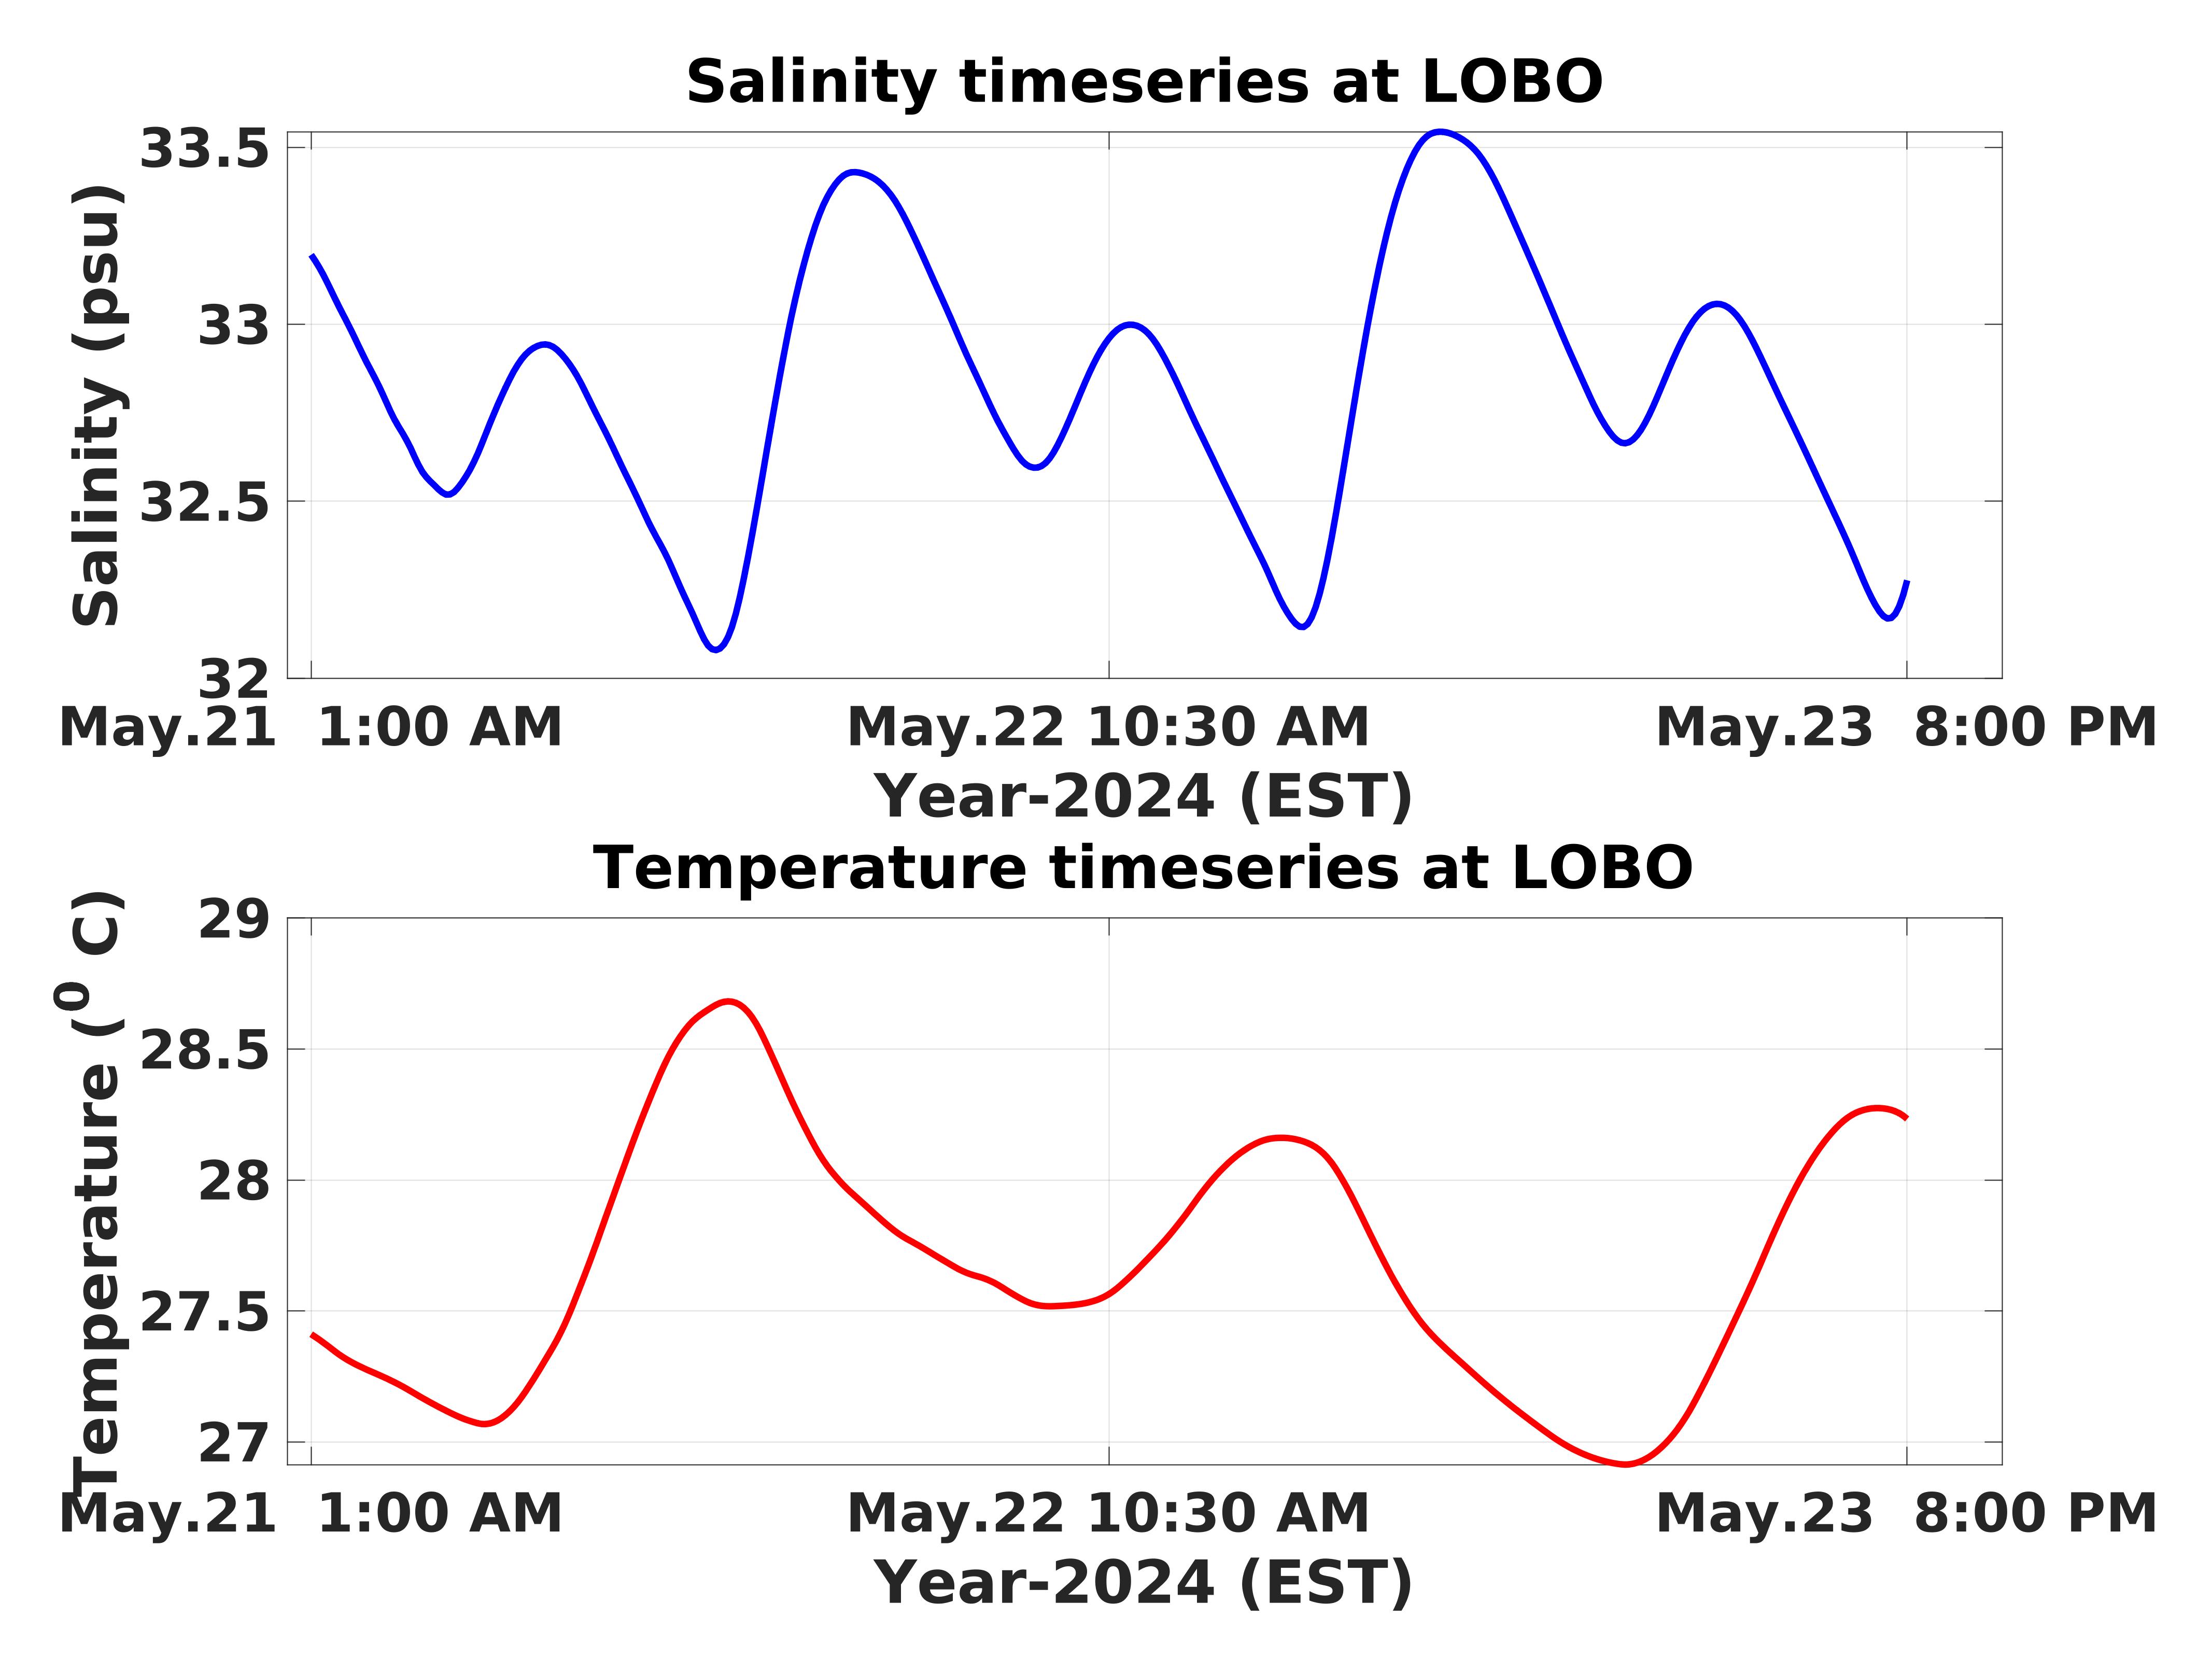 Salinity timeseries at LOBO
Salinity (psu)
33.5
33
32.5
32
May.21 1:00 AM
May.22 10:30 AM
May.23 8:00 PM
Year-2024 (EST)
Temperature timeseries at LOBO
Temperature (⁰ C)
29
28.5
28
27.5
27
May.21 1:00 AM
May.22 10:30 AM
May.23 8:00 PM
Year-2024 (EST)